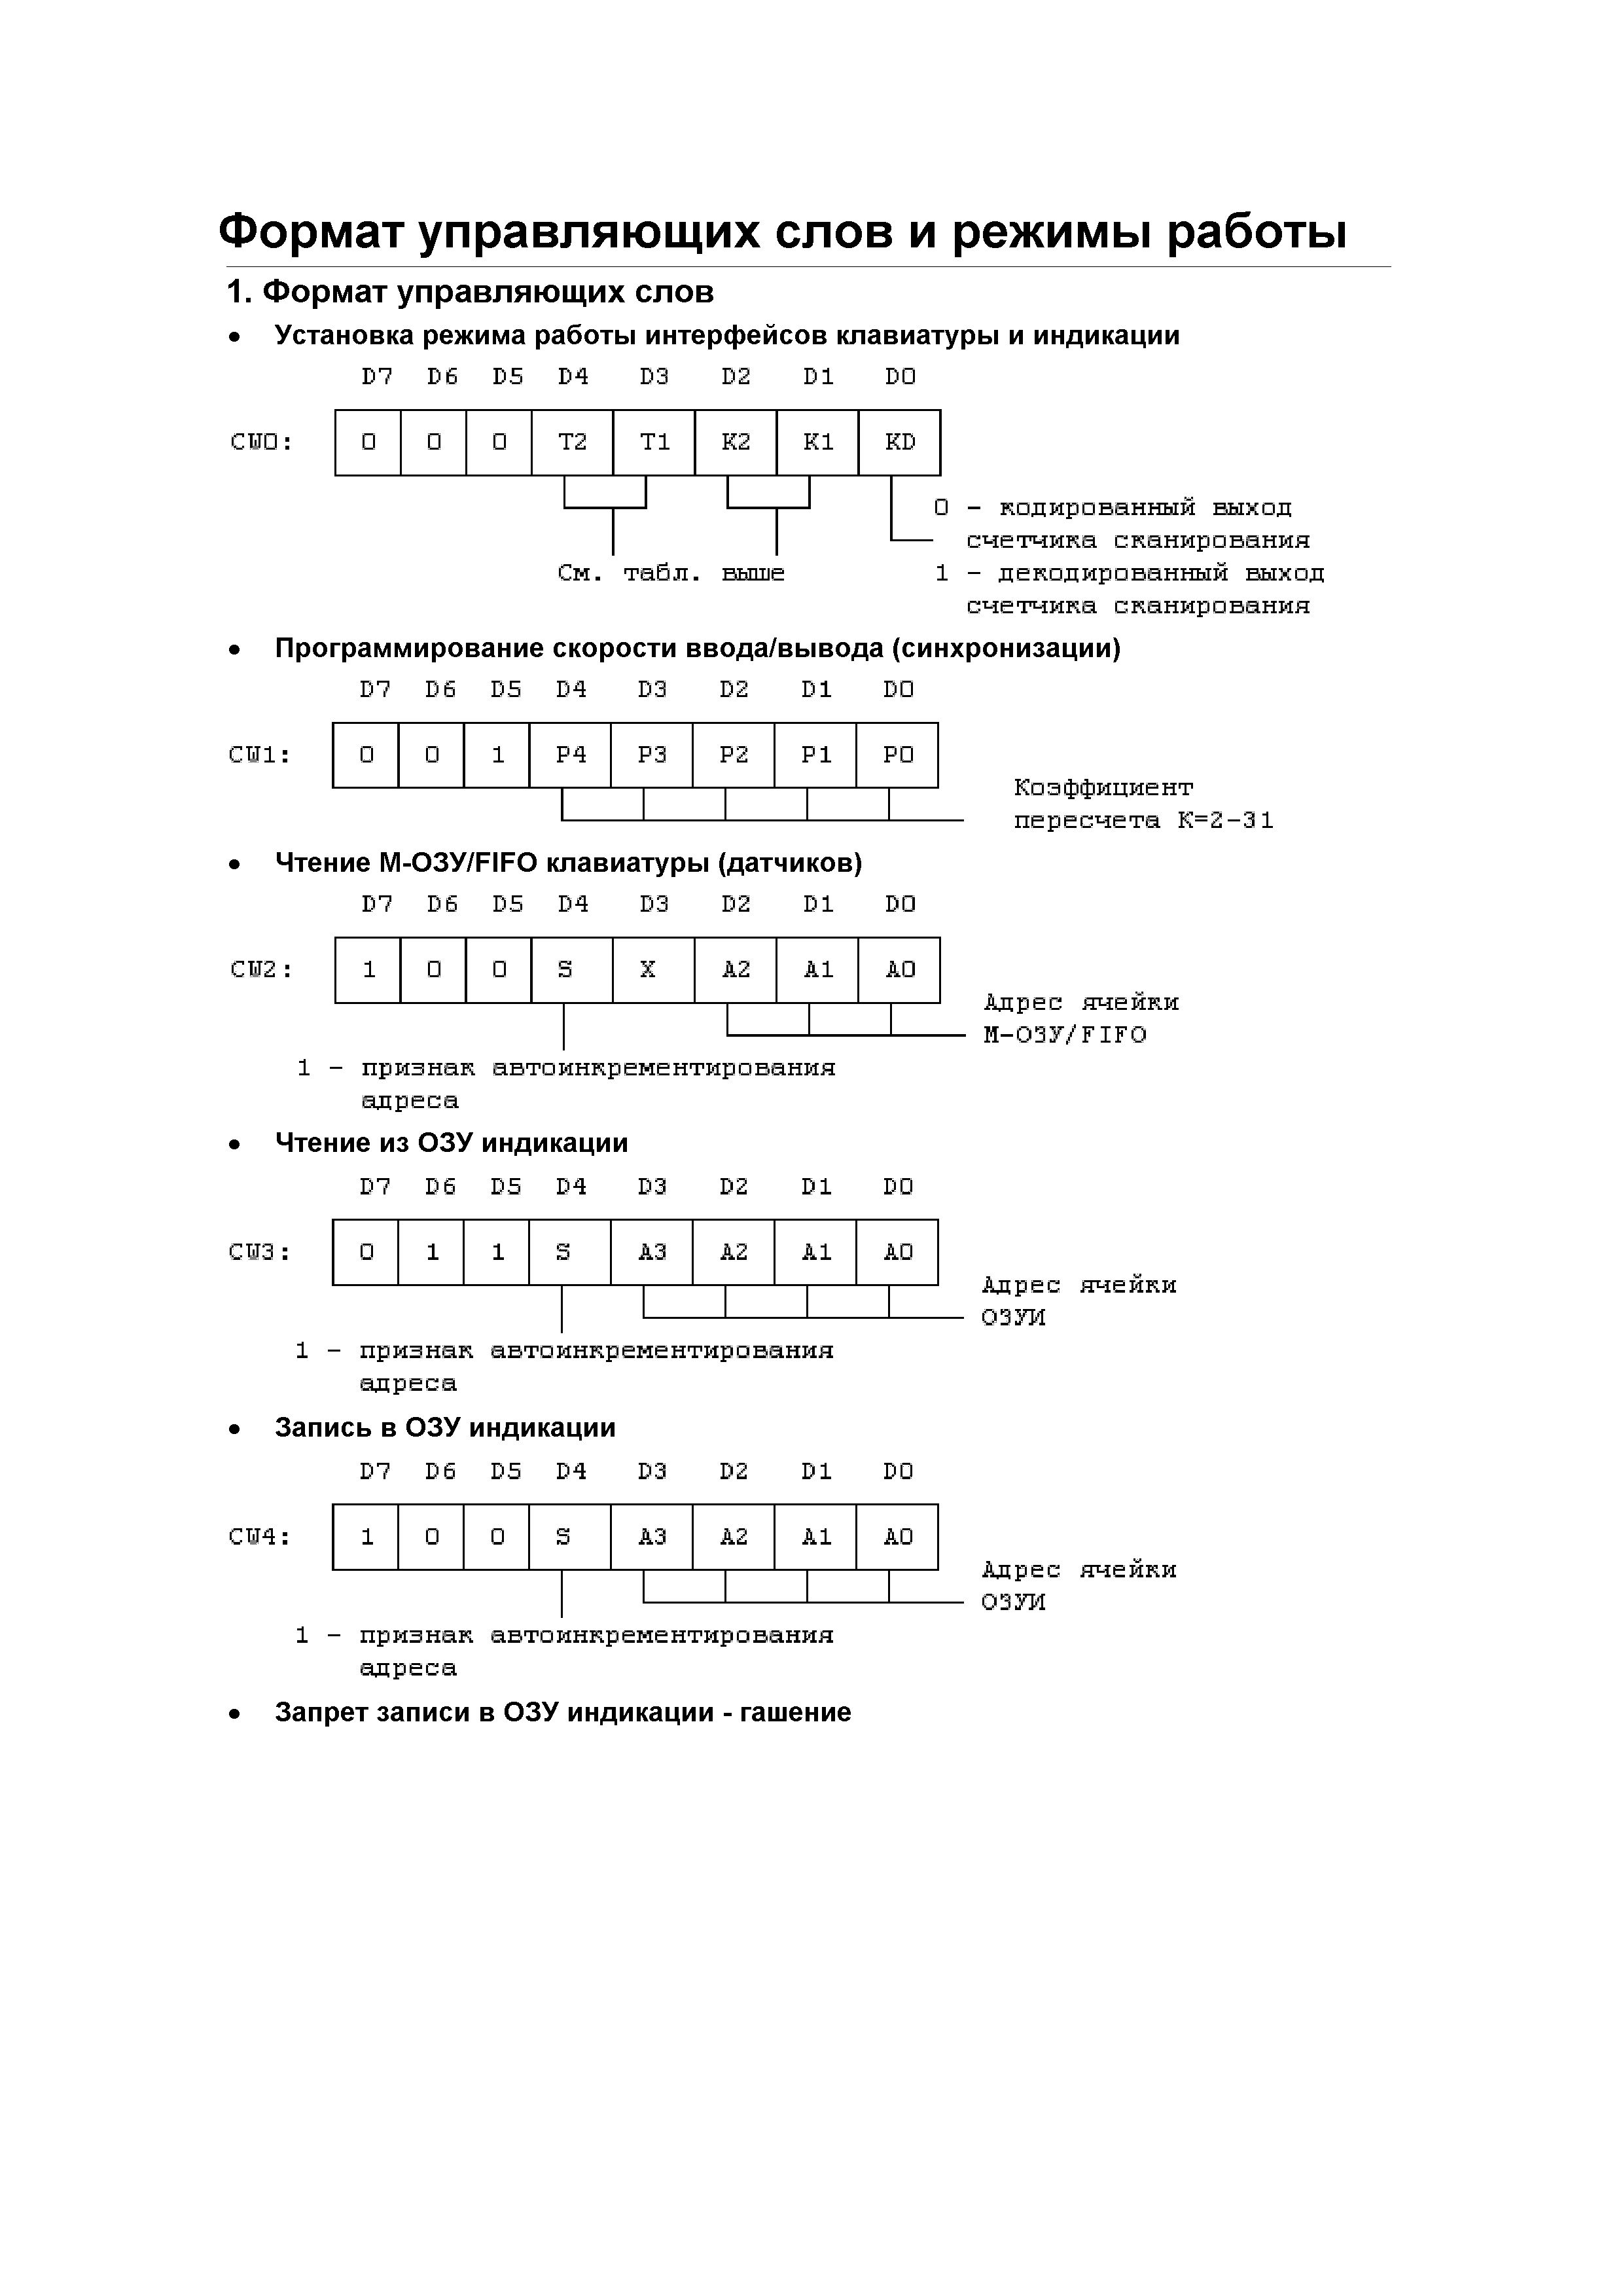 Формат управляющих слов и режимы работы
1. Формат управляющих слов
• Установка режима работы интерфейсов клавиатуры и индикации
D7 D6 D5 D4 D3 D2 D1 D0
CW0: 0 0 0 T2 T1 K2 K1 KD
0 - кодированный выход
счетчика сканирования
См. табл. выше 1 - декодированный выход
счетчика сканирования
• Программирование скорости ввода/вывода (синхронизации)
D7 D6 D5 D4 D3 D2 D1 D0
CW1: 0 0 1 P4 P3 P2 P1 P0
Коэффициент
пересчета K=2-31
• Чтение М-ОЗУ/FIFO клавиатуры (датчиков)
D7 D6 D5 D4 D3 D2 D1 D0
CW2: 1 0 0 S X A2 A1 A0
Адрес ячейки
М-ОЗУ/FIFO
1 - признак автоинкрементирования
адреса
• Чтение из ОЗУ индикации
D7 D6 D5 D4 D3 D2 D1 D0
CW3: 0 1 1 S A3 A2 A1 A0
Адрес ячейки
ОЗУИ
1 - признак автоинкрементирования
адреса
• Запись в ОЗУ индикации
D7 D6 D5 D4 D3 D2 D1 D0
CW4: 1 0 0 S A3 A2 A1 A0
Адрес ячейки
ОЗУИ
1 - признак автоинкрементирования
адреса
• Запрет записи в ОЗУ индикации - гашение